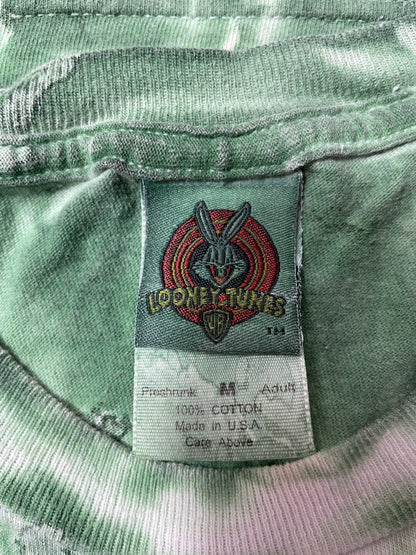 LOONEY TUNES
WB
TM
Preshrunk M Adult
100% COTTON
Made in U.S.A
Care Above